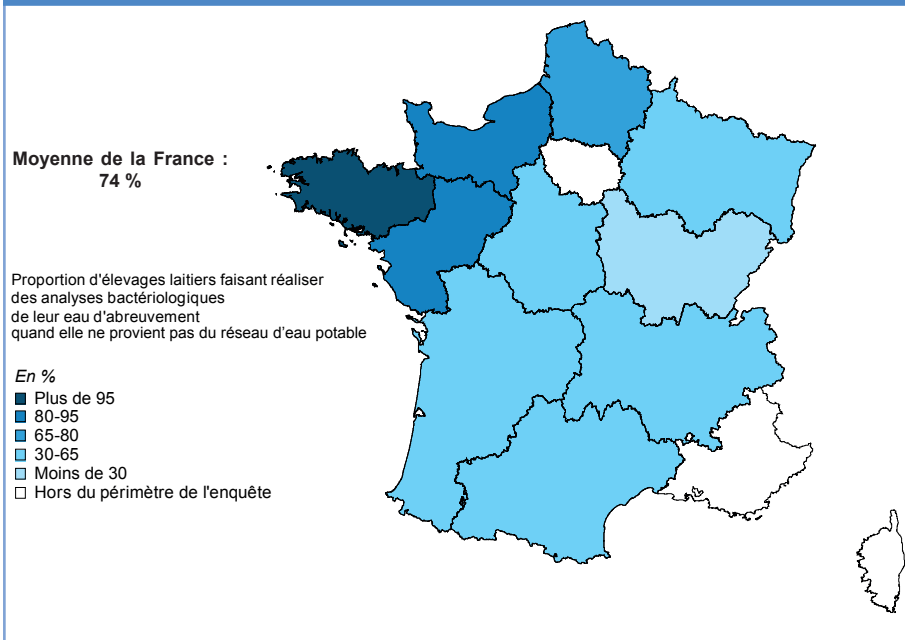 Moyenne de la France :
74 %
Proportion d'élevages laitiers faisant réaliser
des analyses bactériologiques
de leur eau d'abreuvement
quand elle ne provient pas du réseau d’eau potable
En %
Plus de 95
80-95
65-80
30-65
Moins de 30
Hors du périmètre de l'enquête